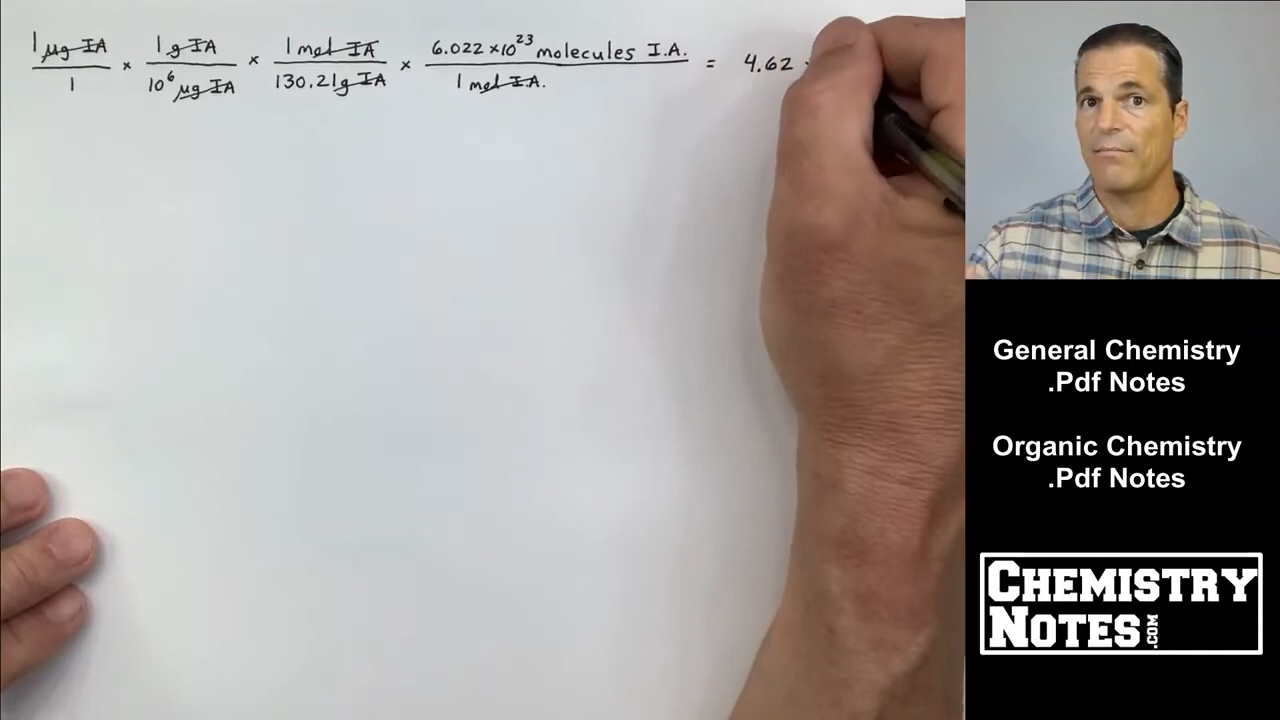 1 µg IA × 1 g IA × 1 mol IA × 6.022 ×10²³ molecules I.A. = 4.62
1 10⁶ µg IA 130.21g IA 1 mol I.A.
General Chemistry
.Pdf Notes
Organic Chemistry
.Pdf Notes
CHEMISTRY
NOTES.COM